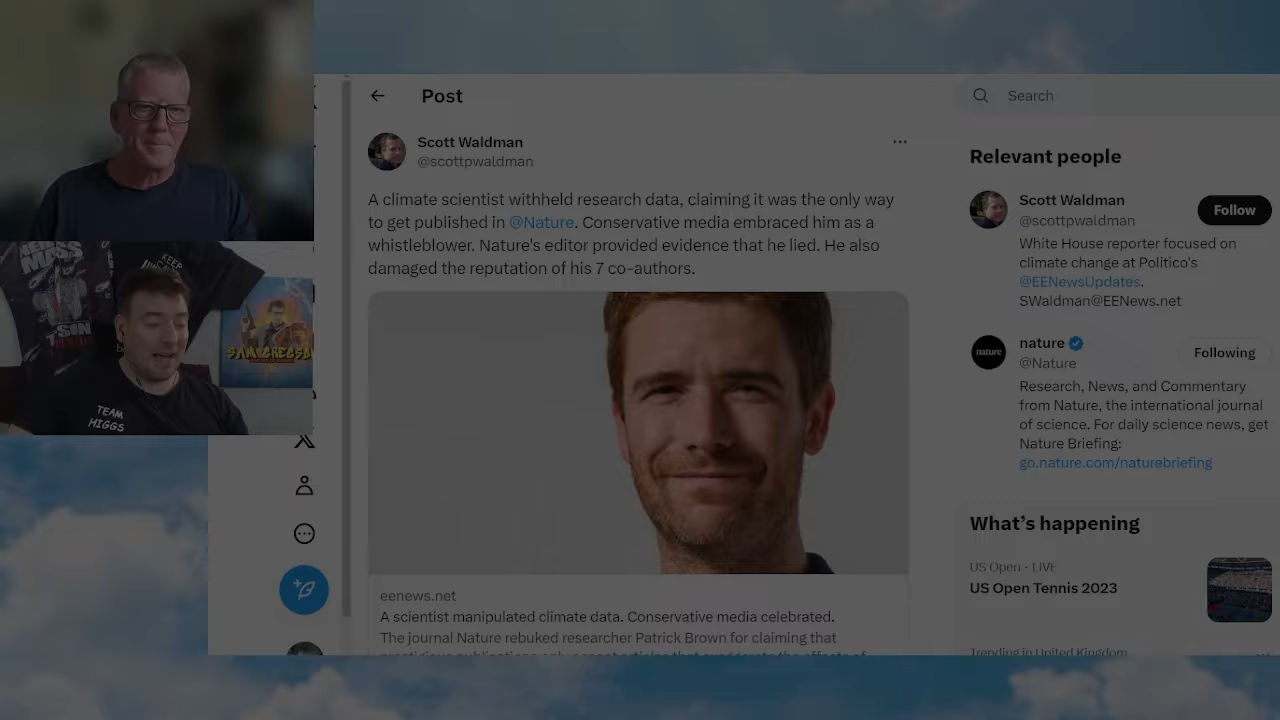 Post
Search
Scott Waldman
@scottpwaldman
A climate scientist withheld research data, claiming it was the only way
to get published in @Nature. Conservative media embraced him as a
whistleblower. Nature's editor provided evidence that he lied. He also
damaged the reputation of his 7 co-authors.
eenews.net
A scientist manipulated climate data. Conservative media celebrated.
The journal Nature rebuked researcher Patrick Brown for claiming that
Relevant people
Scott Waldman
@scottpwaldman
Follow
White House reporter focused on
climate change at Politico's
@EENewsUpdates.
SWaldman@EENews.net
nature
nature
@Nature
Following
Research, News, and Commentary
from Nature, the international journal
of science. For daily science news, get
Nature Briefing:
go.nature.com/naturebriefing
What's happening
US Open · LIVE
US Open Tennis 2023
Trending in United Kingdom
KEEP
TEAM
HIGGS